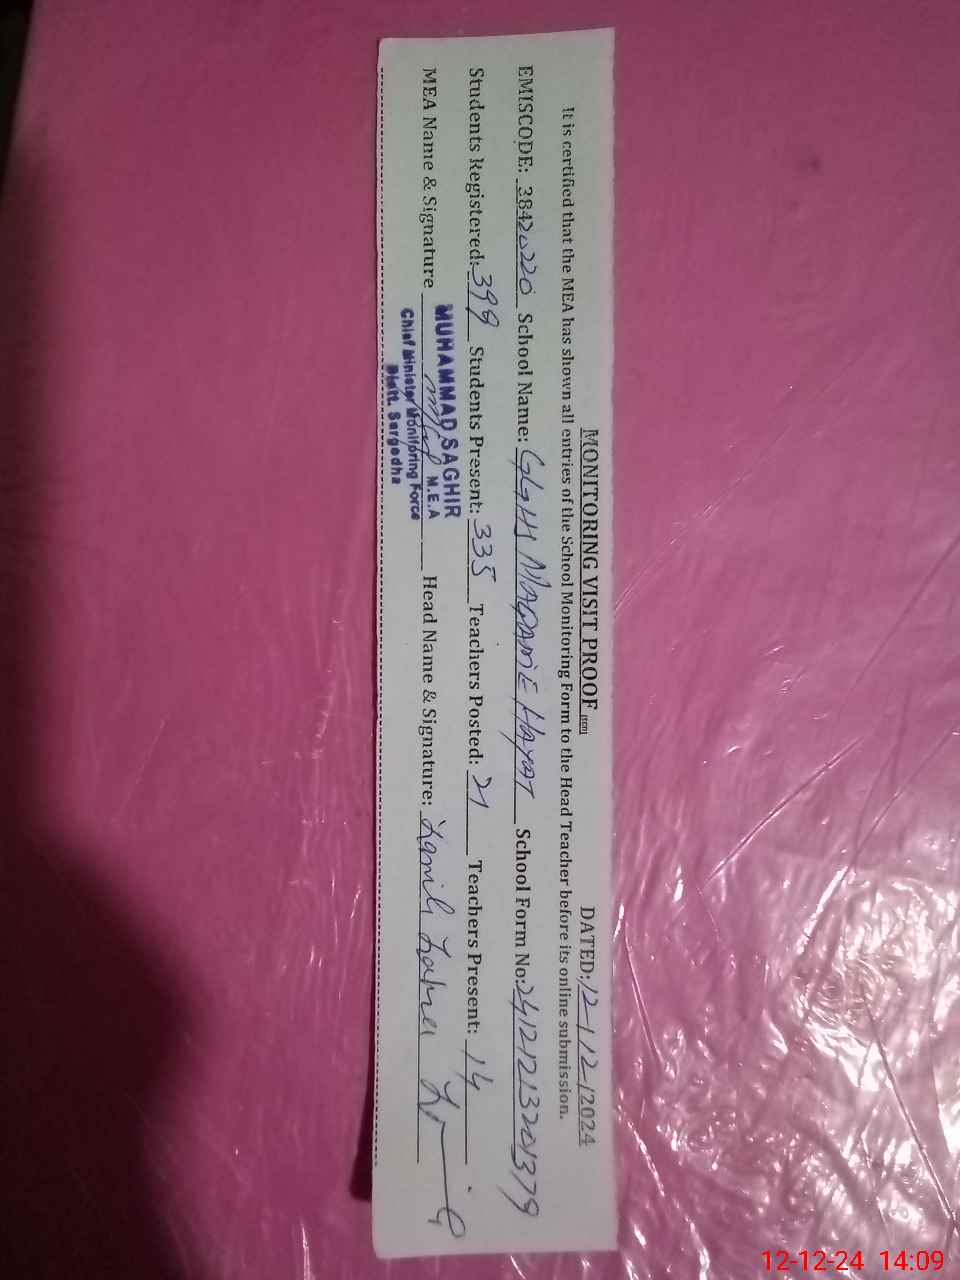 MONITORING VISIT PROOF DATED: 12-/12-/2024
It is certified that the MEA has shown all entries of the School Monitoring Form to the Head Teacher before its online submission.
EMISCODE: 38420220 School Name: GGHS MAQAM E HAYAT School Form No: 24121213201379
Students Registered: 399 Students Present: 335 Teachers Posted: 21 Teachers Present: 14
MEA Name & Signature Head Name & Signature:
MUHAMMAD SAGHIR
M.E.A
Chief Minister Monitoring Force
Distt. Sargodha
12-12-24 14:09